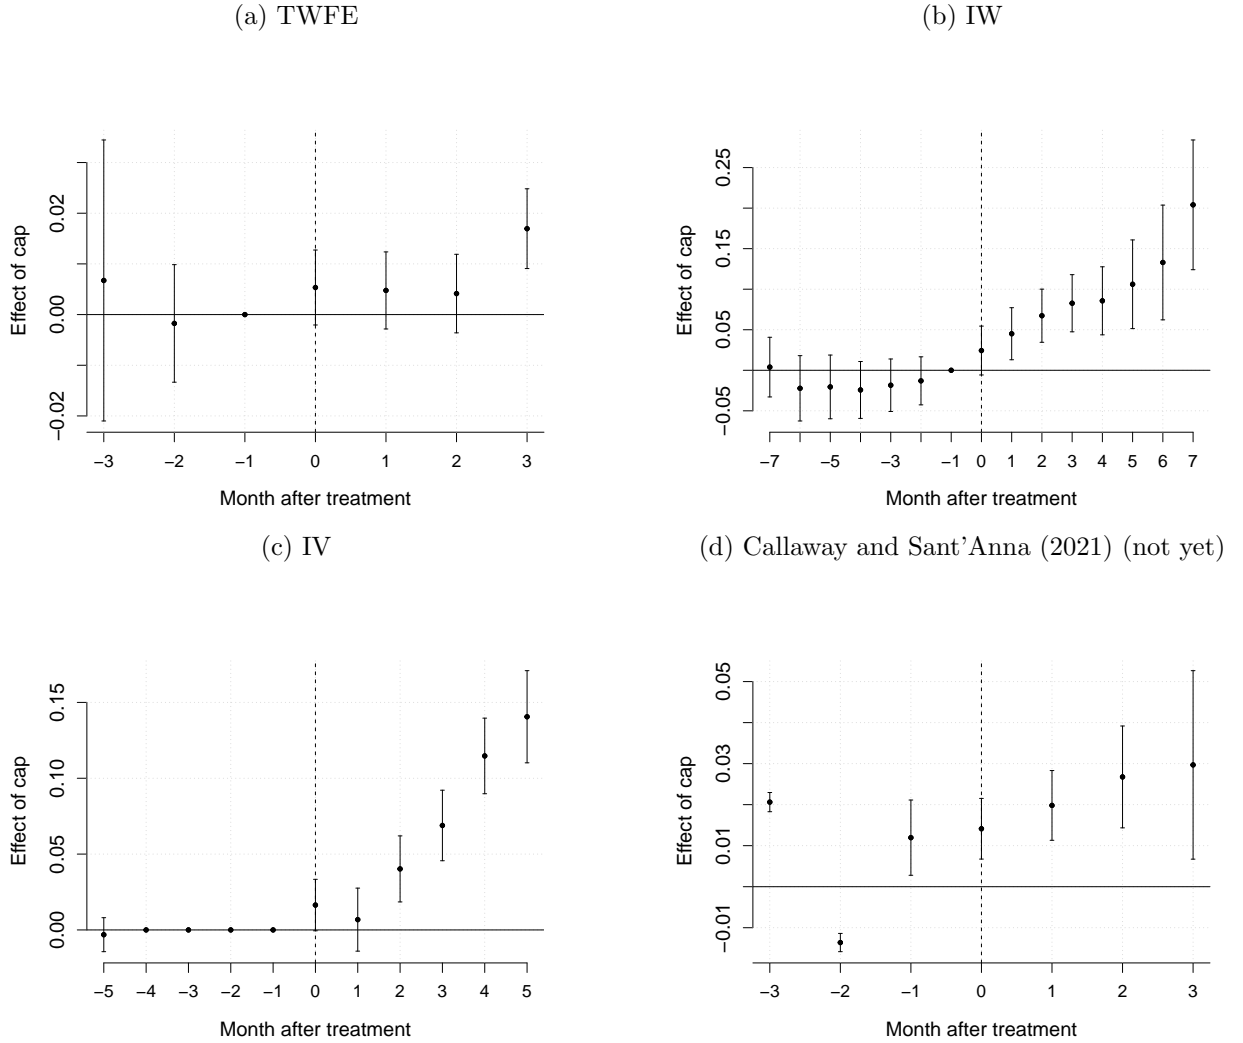 (a) TWFE
Effect of cap
0.02
0.00
−0.02
−3 −2 −1 0 1 2 3
Month after treatment
(b) IW
Effect of cap
0.25
0.15
0.05
−0.05
−7 −5 −3 −1 0 1 2 3 4 5 6 7
Month after treatment
(c) IV
Effect of cap
0.15
0.10
0.05
0.00
−5 −4 −3 −2 −1 0 1 2 3 4 5
Month after treatment
(d) Callaway and Sant'Anna (2021) (not yet)
Effect of cap
0.05
0.03
0.01
−0.01
−3 −2 −1 0 1 2 3
Month after treatment